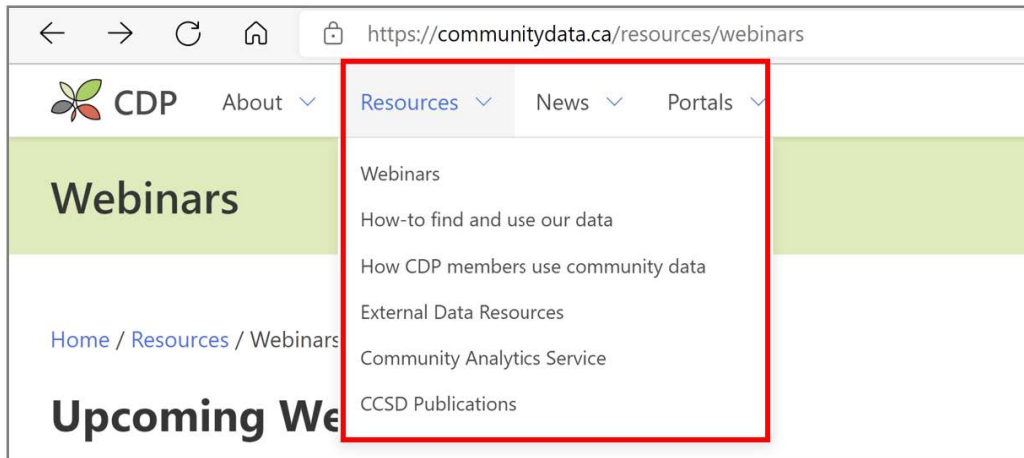 https://communitydata.ca/resources/webinars
CDP About Resources News Portals
Webinars
Webinars
How-to find and use our data
How CDP members use community data
External Data Resources
Home / Resources / Webinars
Community Analytics Service
CCSD Publications
Upcoming We